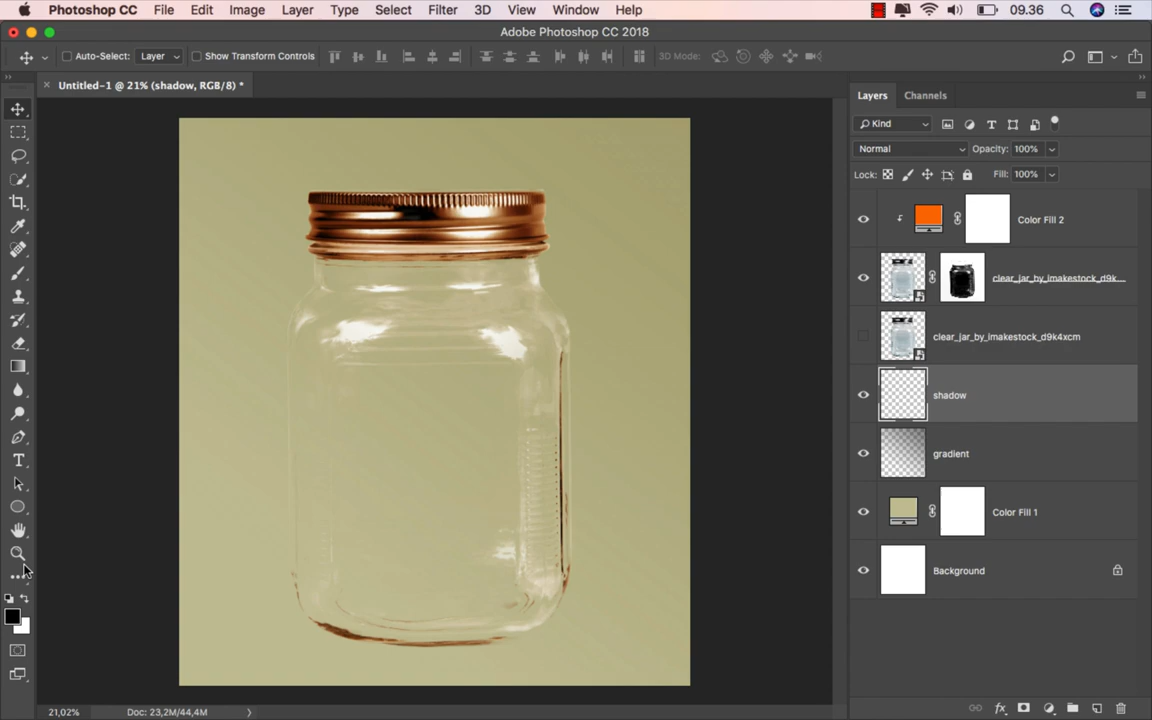 Photoshop CC File Edit Image Layer Type Select Filter 3D View Window Help 09.36
Adobe Photoshop CC 2018
Auto-Select: Layer Show Transform Controls 3D Mode:
Untitled-1 @ 21% (shadow, RGB/8) *
Layers Channels
Kind
Normal Opacity: 100%
Lock: Fill: 100%
Color Fill 2
clear_jar_by_imakestock_d9k...
clear_jar_by_imakestock_d9k4xcm
shadow
gradient
Color Fill 1
Background
21,02% Doc: 23,2M/44,4M